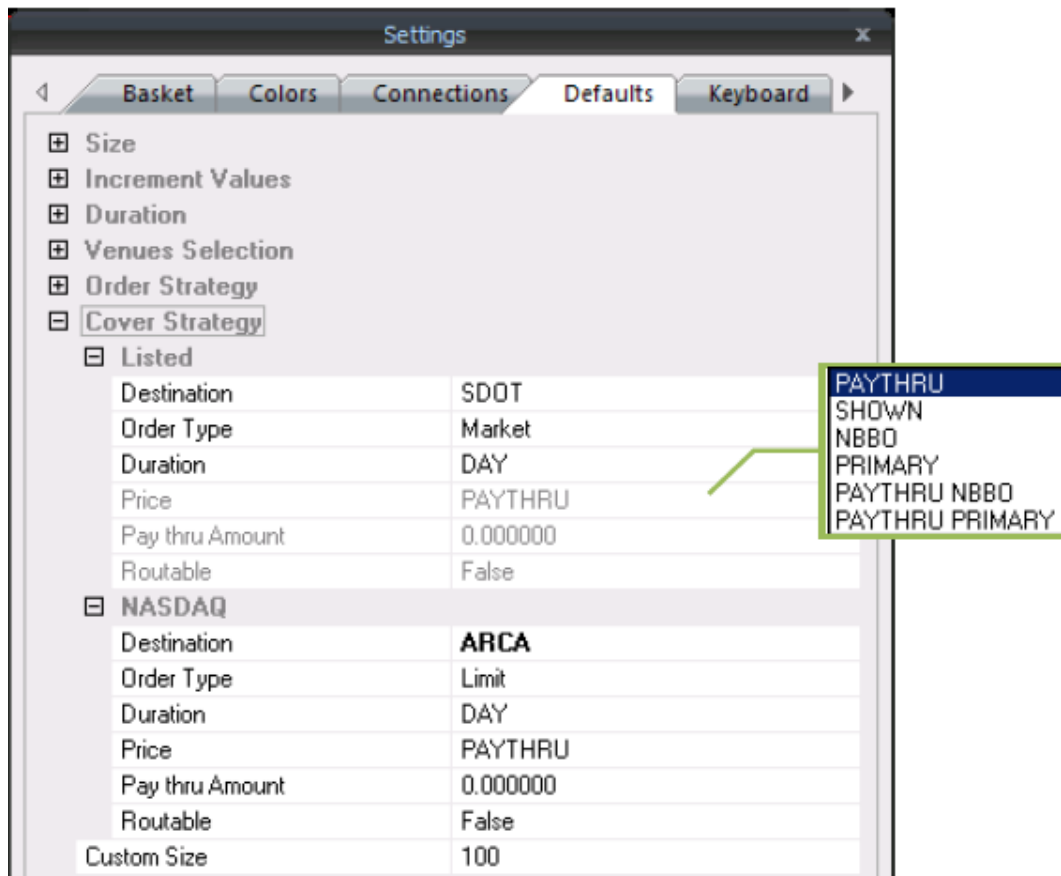 Settings
Basket Colors Connections Defaults Keyboard
Size
Increment Values
Duration
Venues Selection
Order Strategy
Cover Strategy
Listed
Destination SDOT
Order Type Market
Duration DAY
Price PAYTHRU
Pay thru Amount 0.000000
Routable False
NASDAQ
Destination ARCA
Order Type Limit
Duration DAY
Price PAYTHRU
Pay thru Amount 0.000000
Routable False
Custom Size 100
PAYTHRU
SHOWN
NBBO
PRIMARY
PAYTHRU NBBO
PAYTHRU PRIMARY